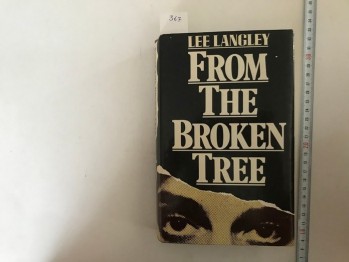 367
LEE LANGLEY
FROM
THE
BROKEN
TREE